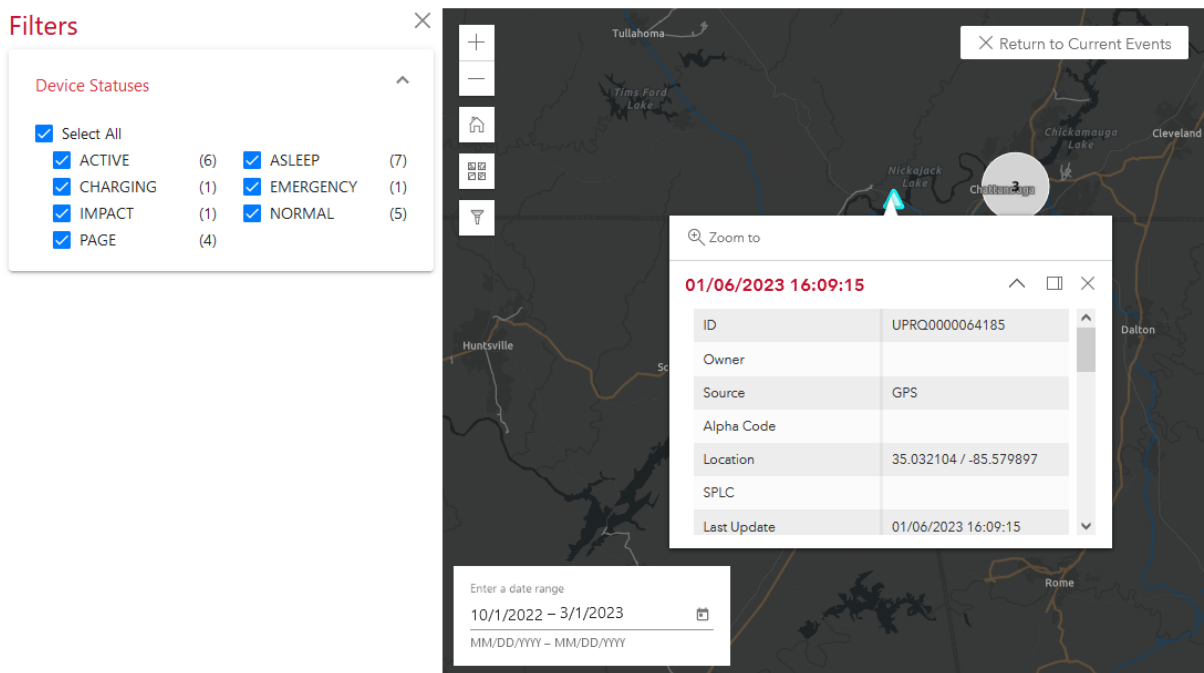 Filters
Device Statuses
Select All
ACTIVE (6) ASLEEP (7)
CHARGING (1) EMERGENCY (1)
IMPACT (1) NORMAL (5)
PAGE (4)
Tullahoma
Return to Current Events
Tims Ford
Lake
Chickamauga
Lake
Cleveland
Nickajack
Lake
Chattanooga
3
Zoom to
01/06/2023 16:09:15
ID UPRQ0000064185
Owner
Source GPS
Alpha Code
Location 35.032104 / -85.579897
SPLC
Last Update 01/06/2023 16:09:15
Huntsville
Sc
Dalton
Rome
Enter a date range
10/1/2022 – 3/1/2023
MM/DD/YYYY – MM/DD/YYYY